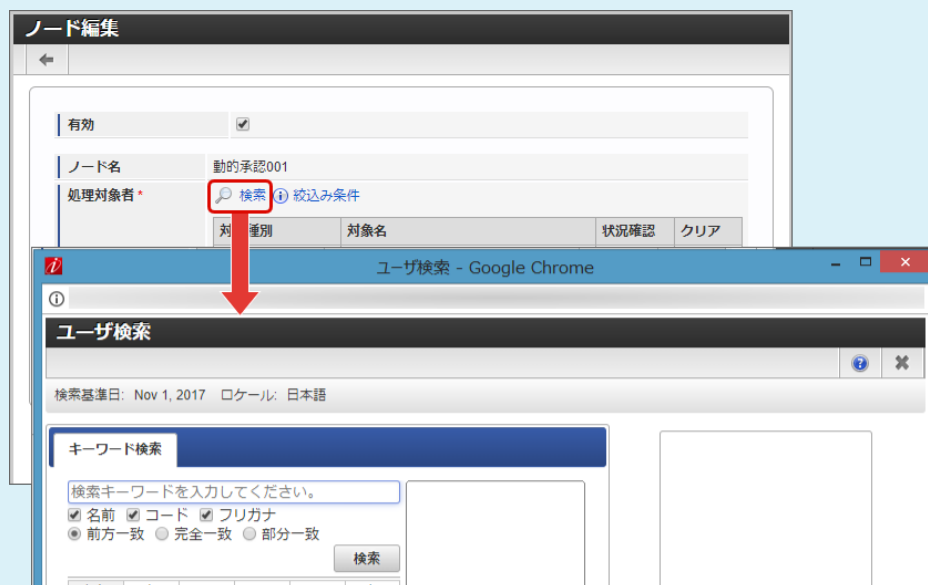 ノード編集
有効
ノード名 動的承認001
処理対象者 * 検索 絞込み条件
対 種別 対象名 状況確認 クリア
ユーザ検索 - Google Chrome
ユーザ検索
検索基準日: Nov 1, 2017 ロケール: 日本語
キーワード検索
検索キーワードを入力してください。
名前 コード フリガナ
前方一致 完全一致 部分一致
検索